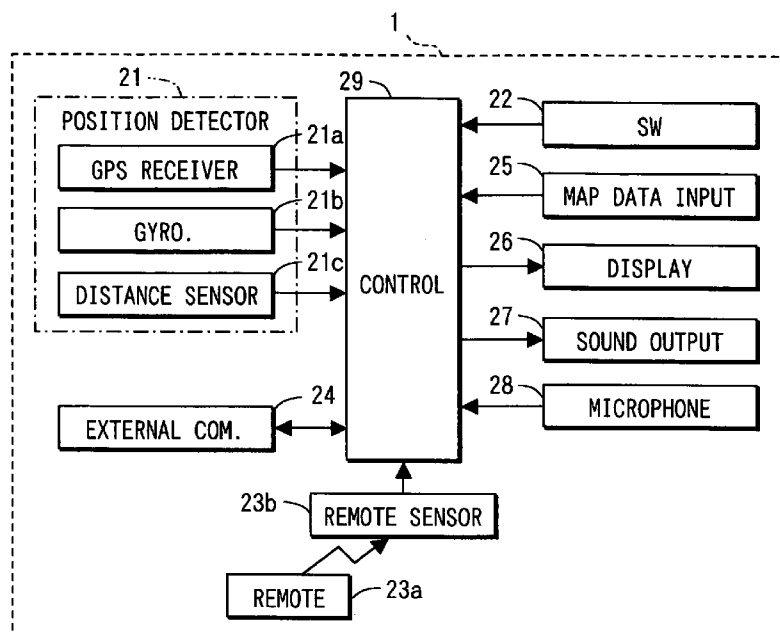 1
21
29
22
POSITION DETECTOR
21a
SW
GPS RECEIVER
25
21b
MAP DATA INPUT
GYRO.
26
21c
CONTROL
DISPLAY
DISTANCE SENSOR
27
SOUND OUTPUT
24
28
EXTERNAL COM.
MICROPHONE
23b
REMOTE SENSOR
REMOTE
23a